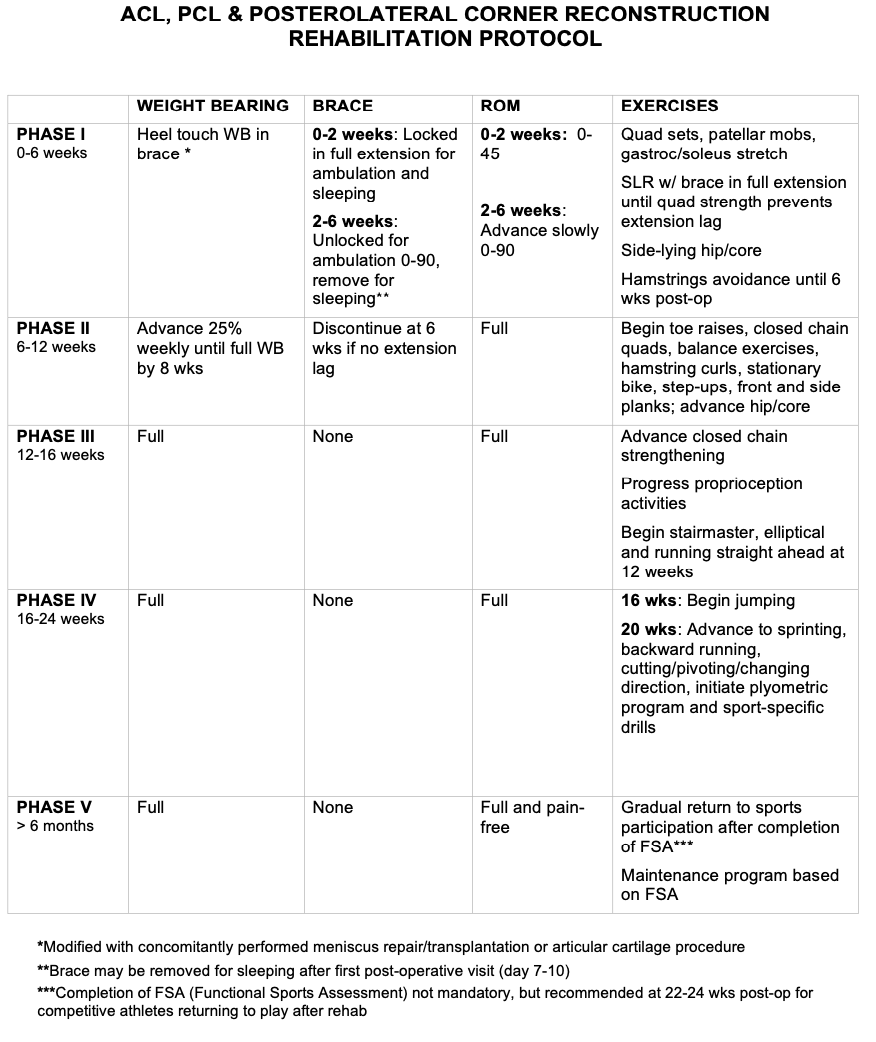 ACL, PCL & POSTEROLATERAL CORNER RECONSTRUCTION
REHABILITATION PROTOCOL
WEIGHT BEARING
BRACE
ROM
EXERCISES
PHASE I
0-6 weeks
Heel touch WB in
brace *
0-2 weeks: Locked
in full extension for
ambulation and
sleeping
2-6 weeks:
Unlocked for
ambulation 0-90,
remove for
sleeping**
0-2 weeks: 0-
45
2-6 weeks:
Advance slowly
0-90
Quad sets, patellar mobs,
gastroc/soleus stretch
SLR w/ brace in full extension
until quad strength prevents
extension lag
Side-lying hip/core
Hamstrings avoidance until 6
wks post-op
PHASE II
6-12 weeks
Advance 25%
weekly until full WB
by 8 wks
Discontinue at 6
wks if no extension
lag
Full
Begin toe raises, closed chain
quads, balance exercises,
hamstring curls, stationary
bike, step-ups, front and side
planks; advance hip/core
PHASE III
12-16 weeks
Full
None
Full
Advance closed chain
strengthening
Progress proprioception
activities
Begin stairmaster, elliptical
and running straight ahead at
12 weeks
PHASE IV
16-24 weeks
Full
None
Full
16 wks: Begin jumping
20 wks: Advance to sprinting,
backward running,
cutting/pivoting/changing
direction, initiate plyometric
program and sport-specific
drills
PHASE V
> 6 months
Full
None
Full and pain-
free
Gradual return to sports
participation after completion
of FSA***
Maintenance program based
on FSA
*Modified with concomitantly performed meniscus repair/transplantation or articular cartilage procedure
**Brace may be removed for sleeping after first post-operative visit (day 7-10)
***Completion of FSA (Functional Sports Assessment) not mandatory, but recommended at 22-24 wks post-op for
competitive athletes returning to play after rehab